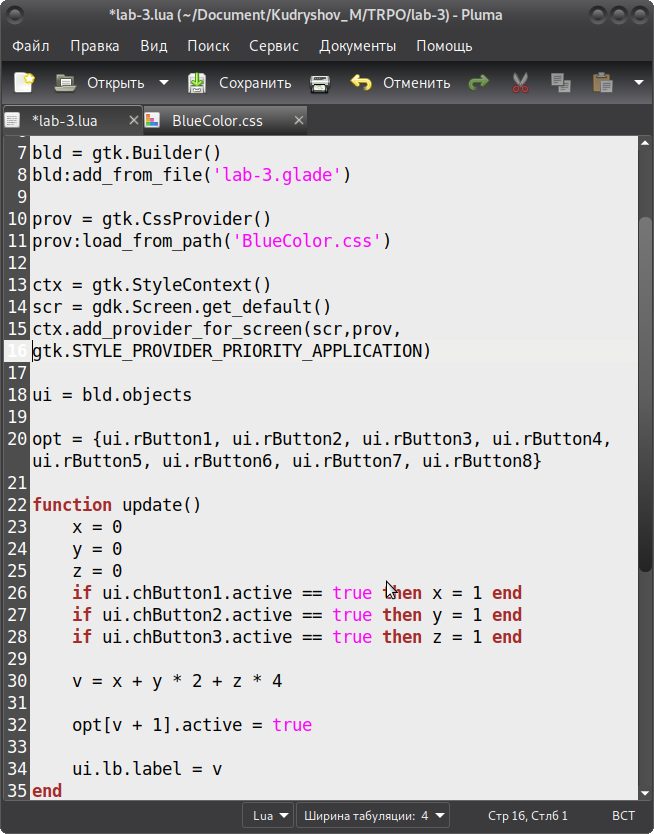 *lab-3.lua (~/Document/Kudryshov_M/TRPO/lab-3) - Pluma
Файл Правка Вид Поиск Сервис Документы Помощь
Открыть Сохранить Отменить
*lab-3.lua × BlueColor.css ×
7 bld = gtk.Builder()
8 bld:add_from_file('lab-3.glade')
9
10 prov = gtk.CssProvider()
11 prov:load_from_path('BlueColor.css')
12
13 ctx = gtk.StyleContext()
14 scr = gdk.Screen.get_default()
15 ctx.add_provider_for_screen(scr,prov,
16 gtk.STYLE_PROVIDER_PRIORITY_APPLICATION)
17
18 ui = bld.objects
19
20 opt = {ui.rButton1, ui.rButton2, ui.rButton3, ui.rButton4,
ui.rButton5, ui.rButton6, ui.rButton7, ui.rButton8}
21
22 function update()
23 x = 0
24 y = 0
25 z = 0
26 if ui.chButton1.active == true then x = 1 end
27 if ui.chButton2.active == true then y = 1 end
28 if ui.chButton3.active == true then z = 1 end
29
30 v = x + y * 2 + z * 4
31
32 opt[v + 1].active = true
33
34 ui.lb.label = v
35 end
Lua Ширина табуляции: 4 Стр 16, Стлб 1 ВСТ